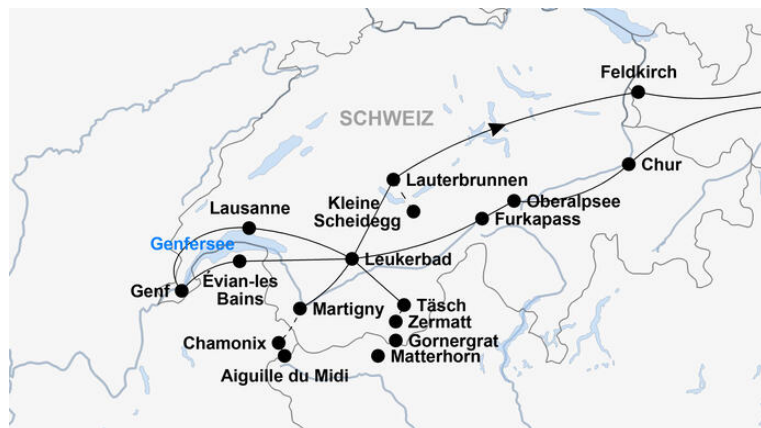 Feldkirch
SCHWEIZ
Chur
Lauterbrunnen
Kleine
Scheidegg
Oberalpsee
Furkapass
Lausanne
Genfersee
Leukerbad
Évian-les
Bains
Genf
Martigny
Täsch
Zermatt
Chamonix
Gornergrat
Matterhorn
Aiguille du Midi